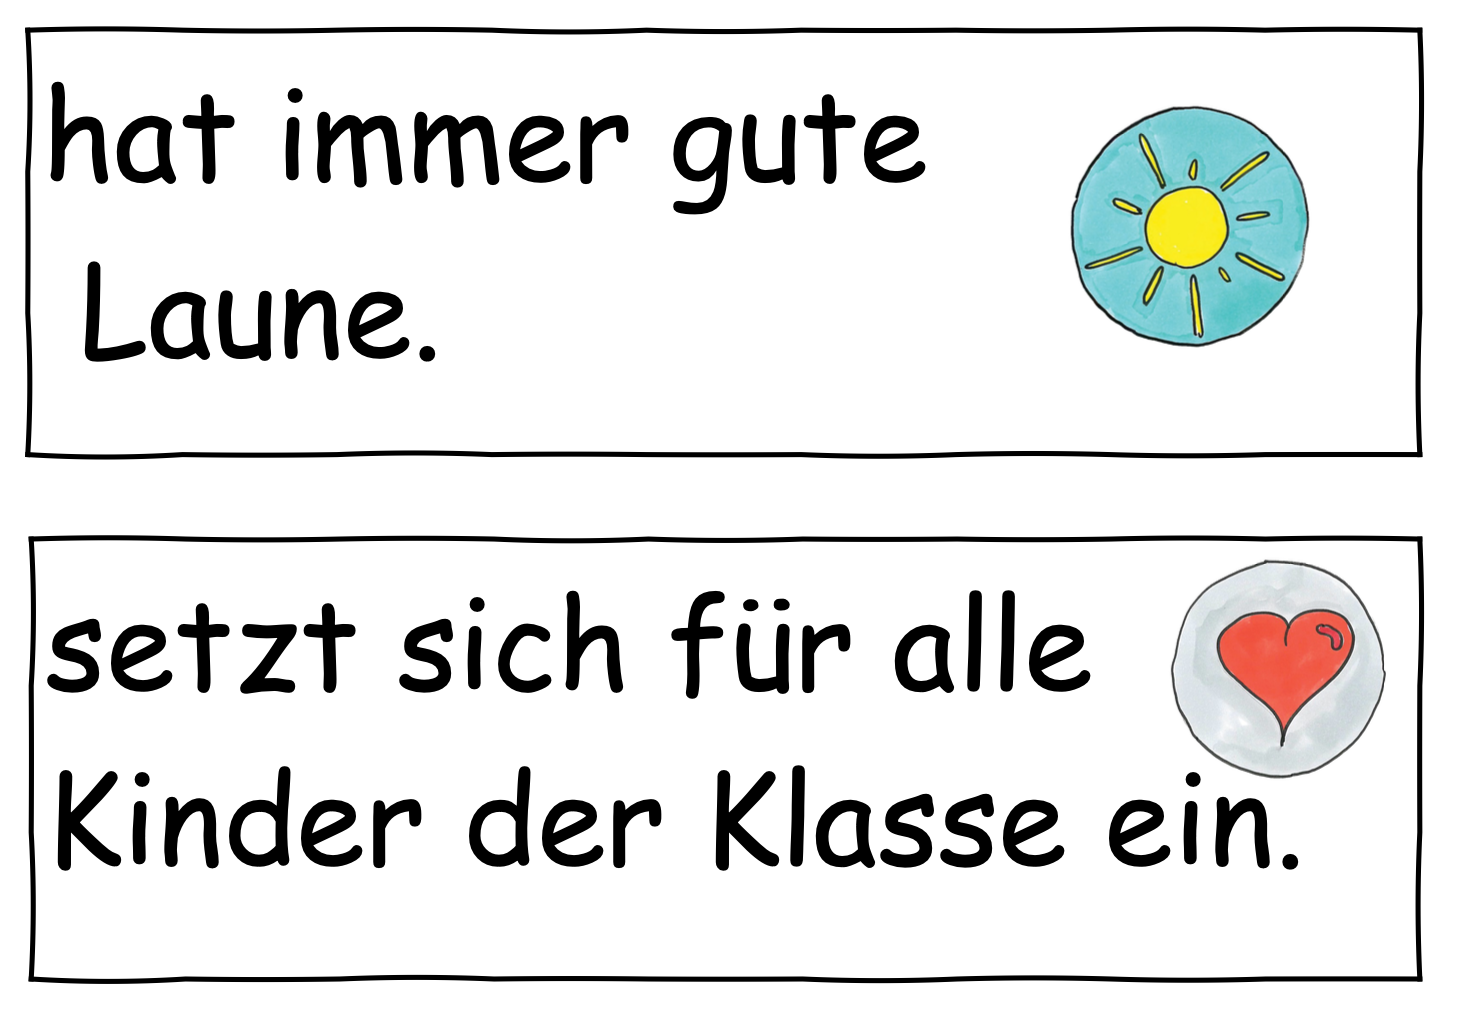 hat immer gute
Laune.
setzt sich für alle
Kinder der Klasse ein.